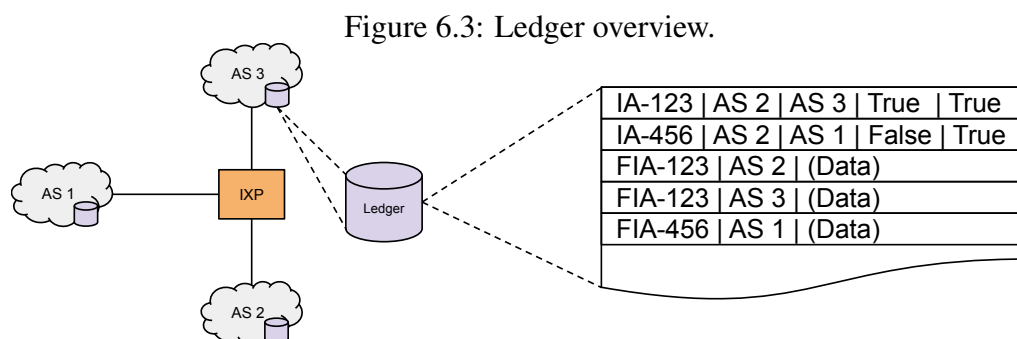 Figure 6.3: Ledger overview.
AS 3
AS 1
IXP
AS 2
Ledger
IA-123 | AS 2 | AS 3 | True | True
IA-456 | AS 2 | AS 1 | False | True
FIA-123 | AS 2 | (Data)
FIA-123 | AS 3 | (Data)
FIA-456 | AS 1 | (Data)